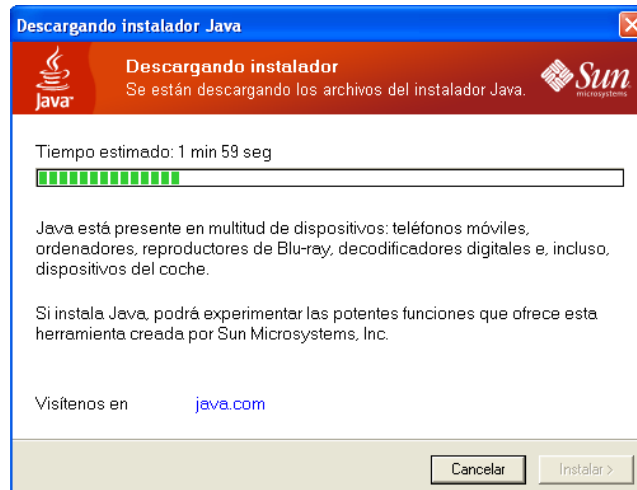 Descargando instalador Java
Java
Descargando instalador
Se están descargando los archivos del instalador Java.
Sun
microsystems
Tiempo estimado: 1 min 59 seg
Java está presente en multitud de dispositivos: teléfonos móviles,
ordenadores, reproductores de Blu-ray, decodificadores digitales e, incluso,
dispositivos del coche.
Si instala Java, podrá experimentar las potentes funciones que ofrece esta
herramienta creada por Sun Microsystems, Inc.
Visítenos en java.com
Cancelar Instalar >